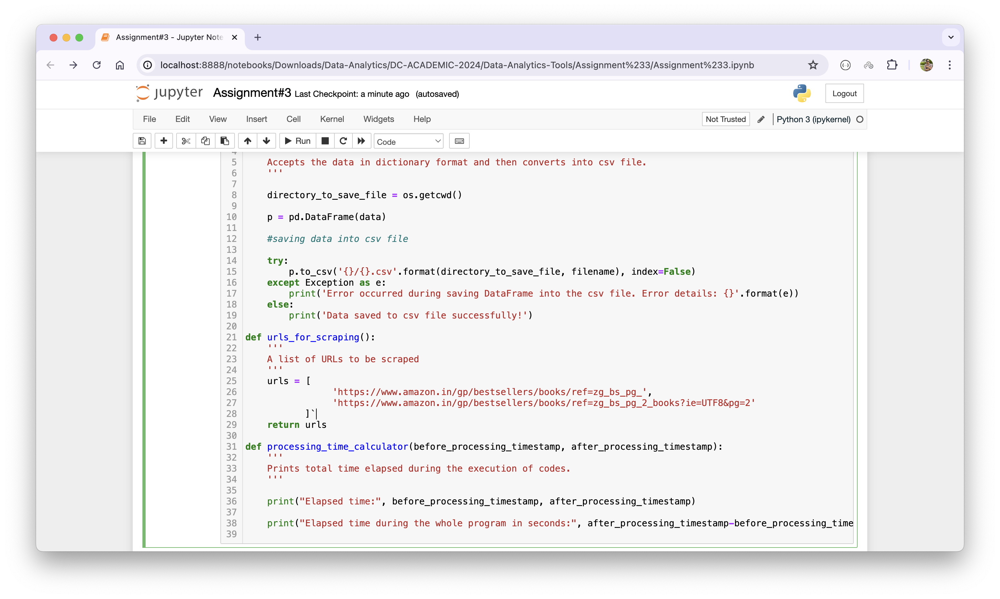 Assignment#3 - Jupyter Note
localhost:8888/notebooks/Downloads/Data-Analytics/DC-ACADEMIC-2024/Data-Analytics-Tools/Assignment%233/Assignment%233.ipynb
jupyter Assignment#3 Last Checkpoint: a minute ago (autosaved) Logout
File Edit View Insert Cell Kernel Widgets Help Not Trusted Python 3 (ipykernel)
Run Code
4
5     Accepts the data in dictionary format and then converts into csv file.
6     '''
7
8     directory_to_save_file = os.getcwd()
9
10     p = pd.DataFrame(data)
11
12     #saving data into csv file
13
14     try:
15         p.to_csv('{}/{}.csv'.format(directory_to_save_file, filename), index=False)
16     except Exception as e:
17         print('Error occurred during saving DataFrame into the csv file. Error details: {}'.format(e))
18     else:
19         print('Data saved to csv file successfully!')
20
21 def urls_for_scraping():
22     '''
23     A list of URLs to be scraped
24     '''
25     urls = [
26                 'https://www.amazon.in/gp/bestsellers/books/ref=zg_bs_pg_',
27                 'https://www.amazon.in/gp/bestsellers/books/ref=zg_bs_pg_2_books?ie=UTF8&pg=2'
28            ]`
29     return urls
30
31 def processing_time_calculator(before_processing_timestamp, after_processing_timestamp):
32     '''
33     Prints total time elapsed during the execution of codes.
34     '''
35
36     print("Elapsed time:", before_processing_timestamp, after_processing_timestamp)
37
38     print("Elapsed time during the whole program in seconds:", after_processing_timestamp-before_processing_time
39